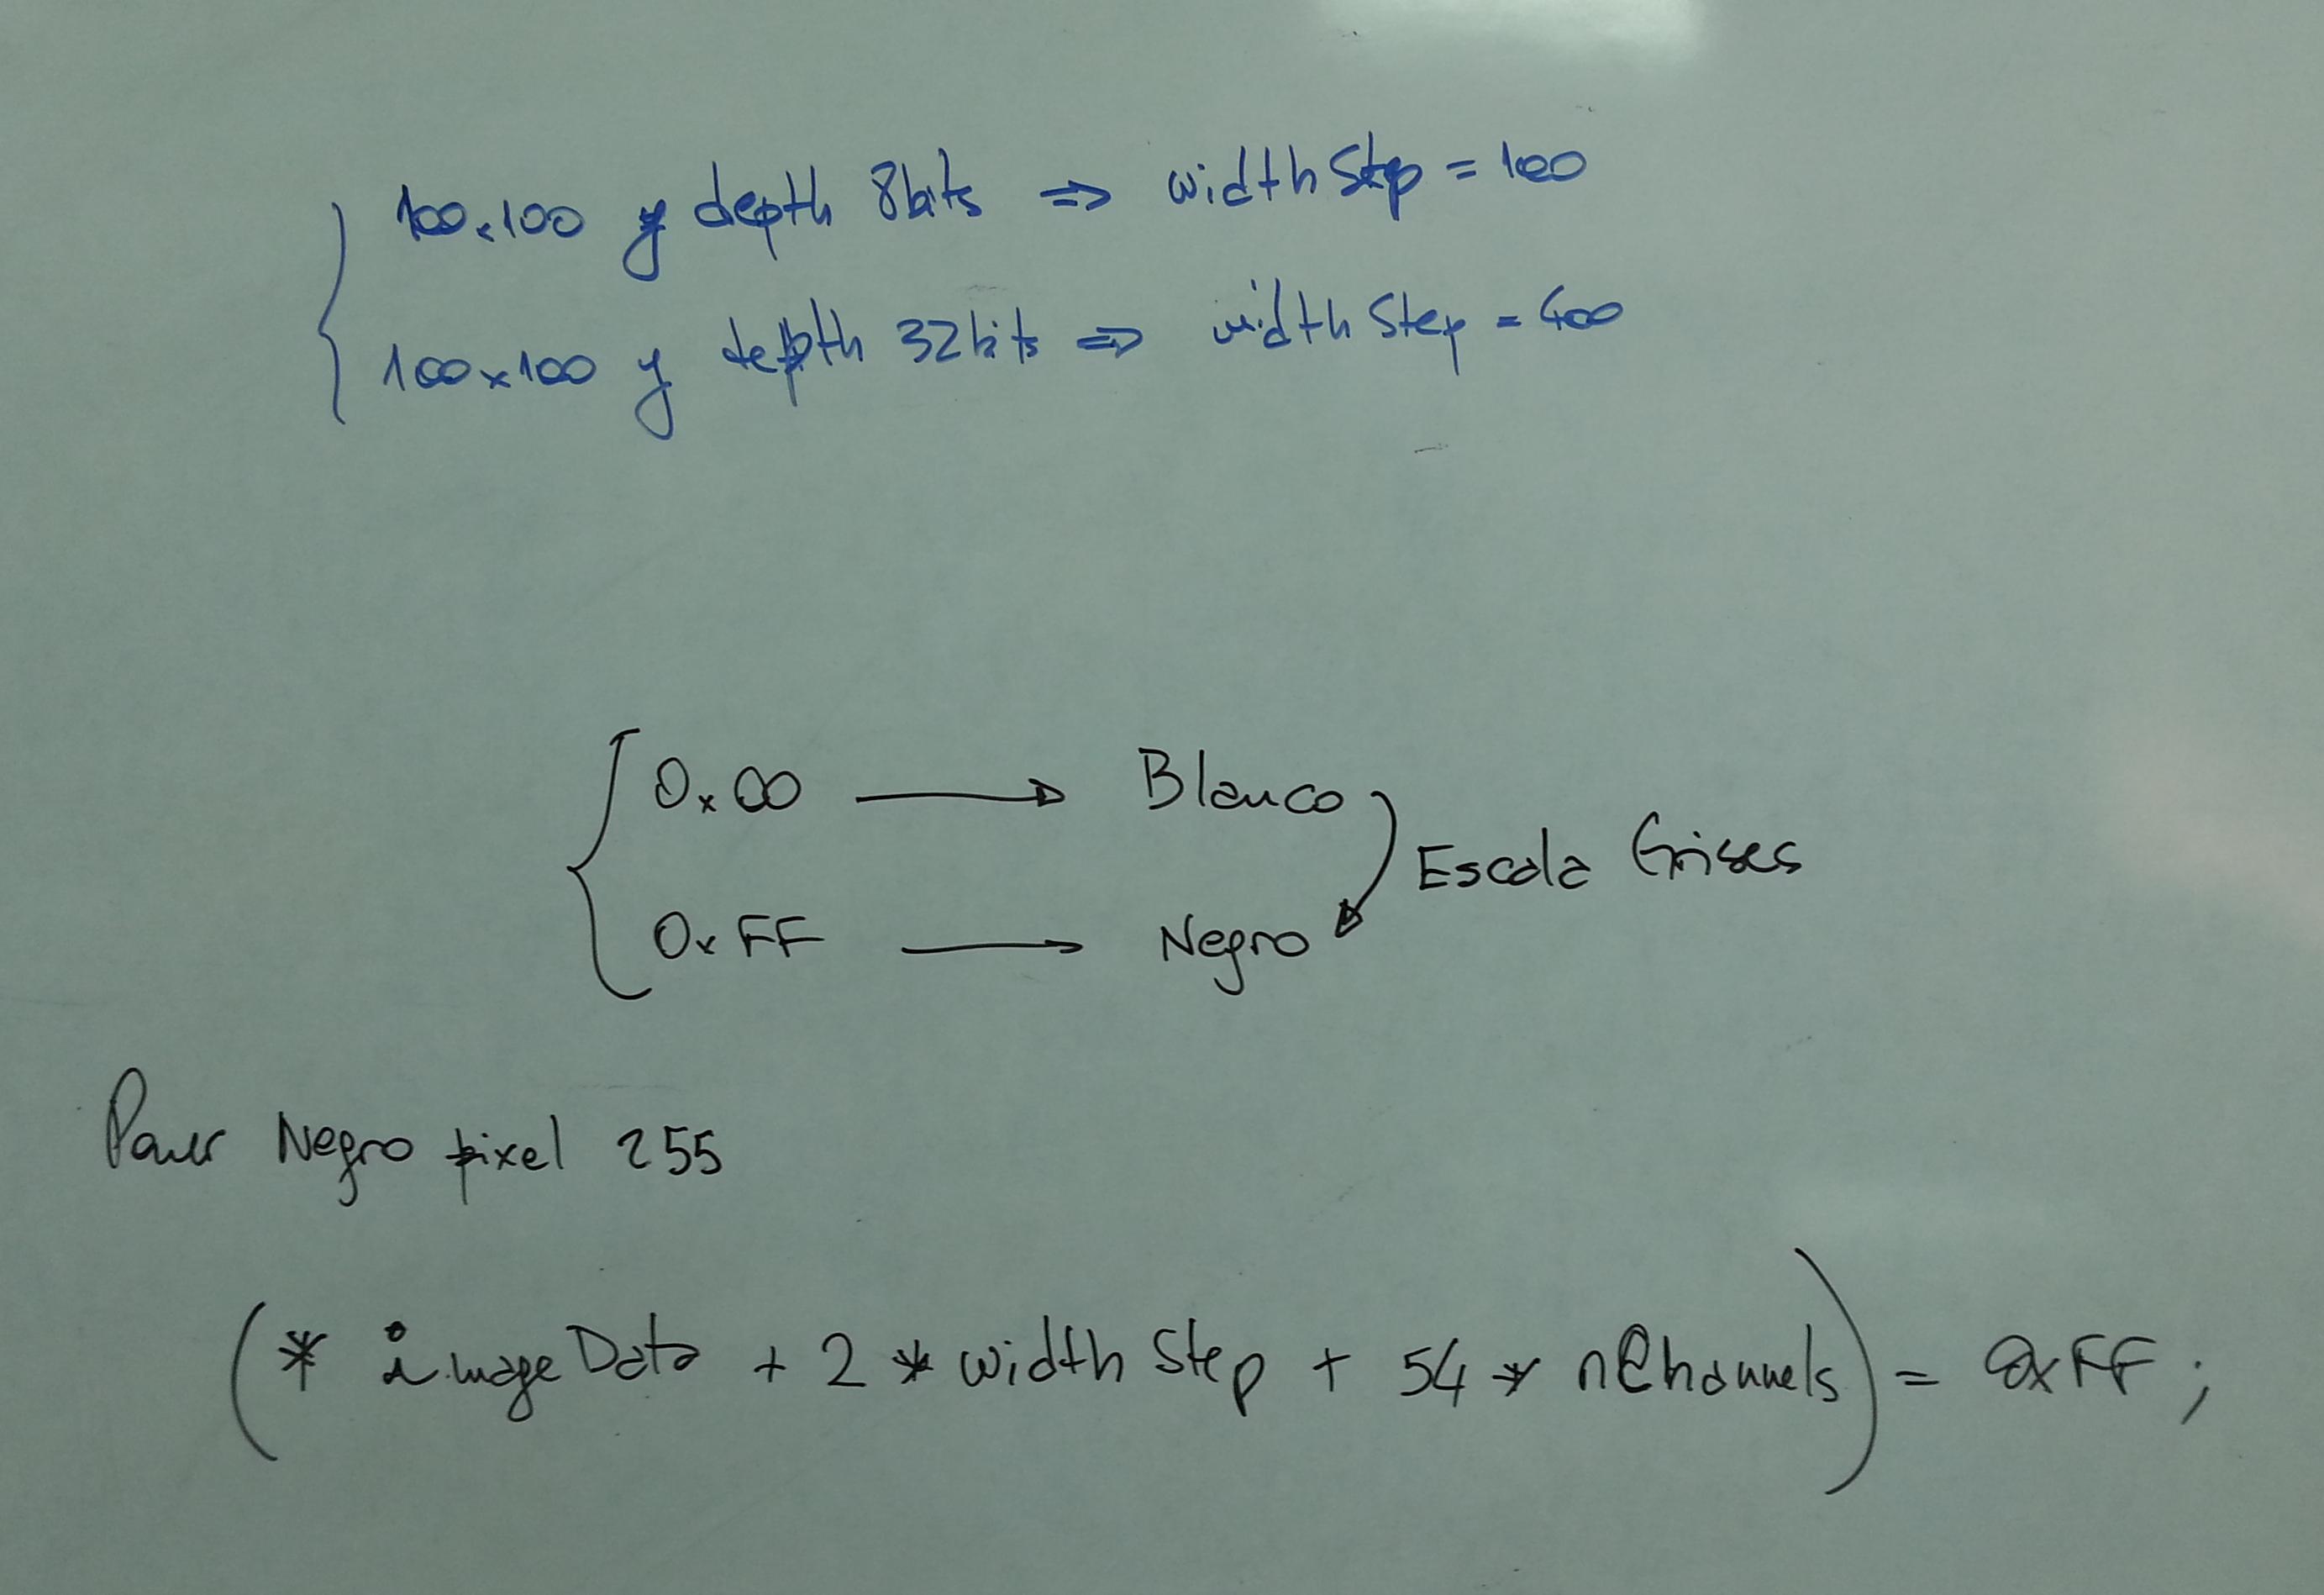 100x100 y depth 8bits => widthStep = 100
100x100 y depth 32bits => widthStep = 400
0x00 → Blanco
Escala Grises
0xFF → Negro
Poner Negro pixel 255
(* imageData + 2 * widthStep + 54 * nChannels) = 0xFF;